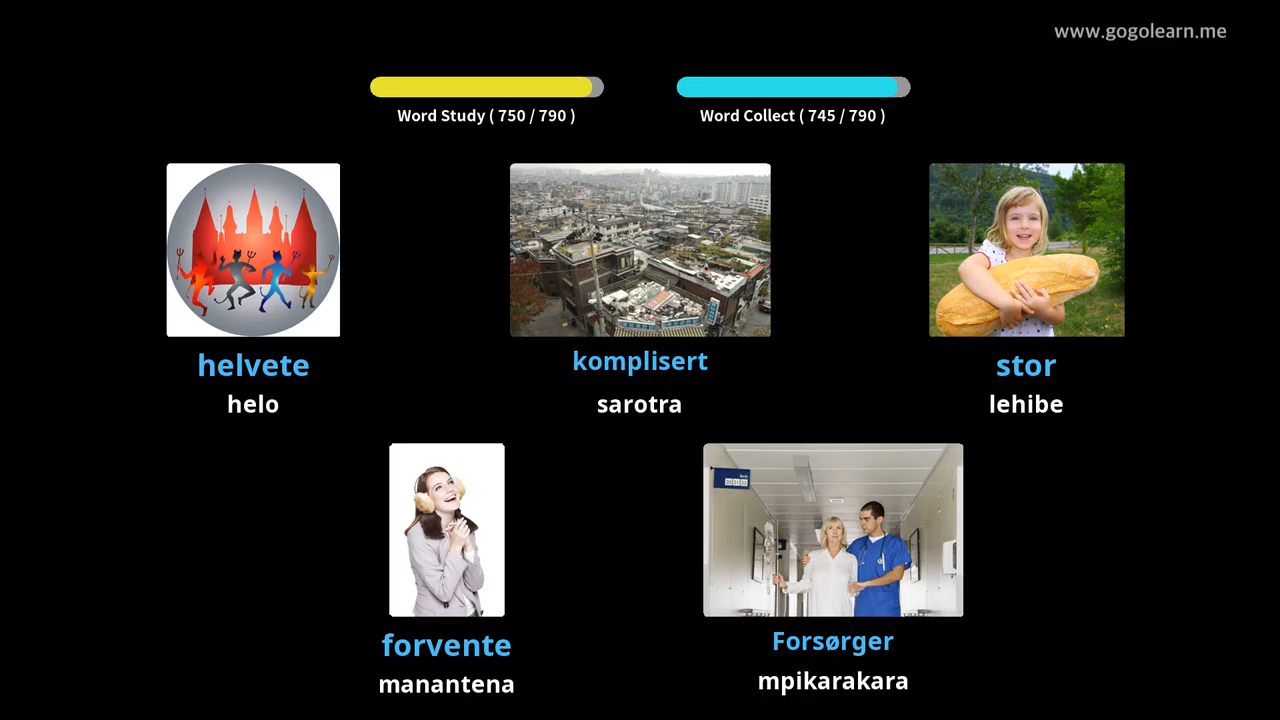 www.gogolearn.me
Word Study ( 750 / 790 )
Word Collect ( 745 / 790 )
helvete
komplisert
stor
helo
sarotra
lehibe
forvente
Forsørger
manantena
mpikarakara